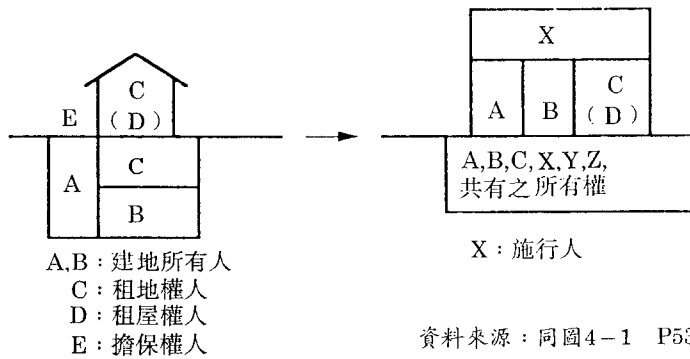 C
E
( D )
A
C
B
A,B：建地所有人
C：租地權人
D：租屋權人
E：擔保權人
X
A
B
C
( D )
A,B,C,X,Y,Z,
共有之所有權
X：施行人
資料來源：同圖4－1　P53